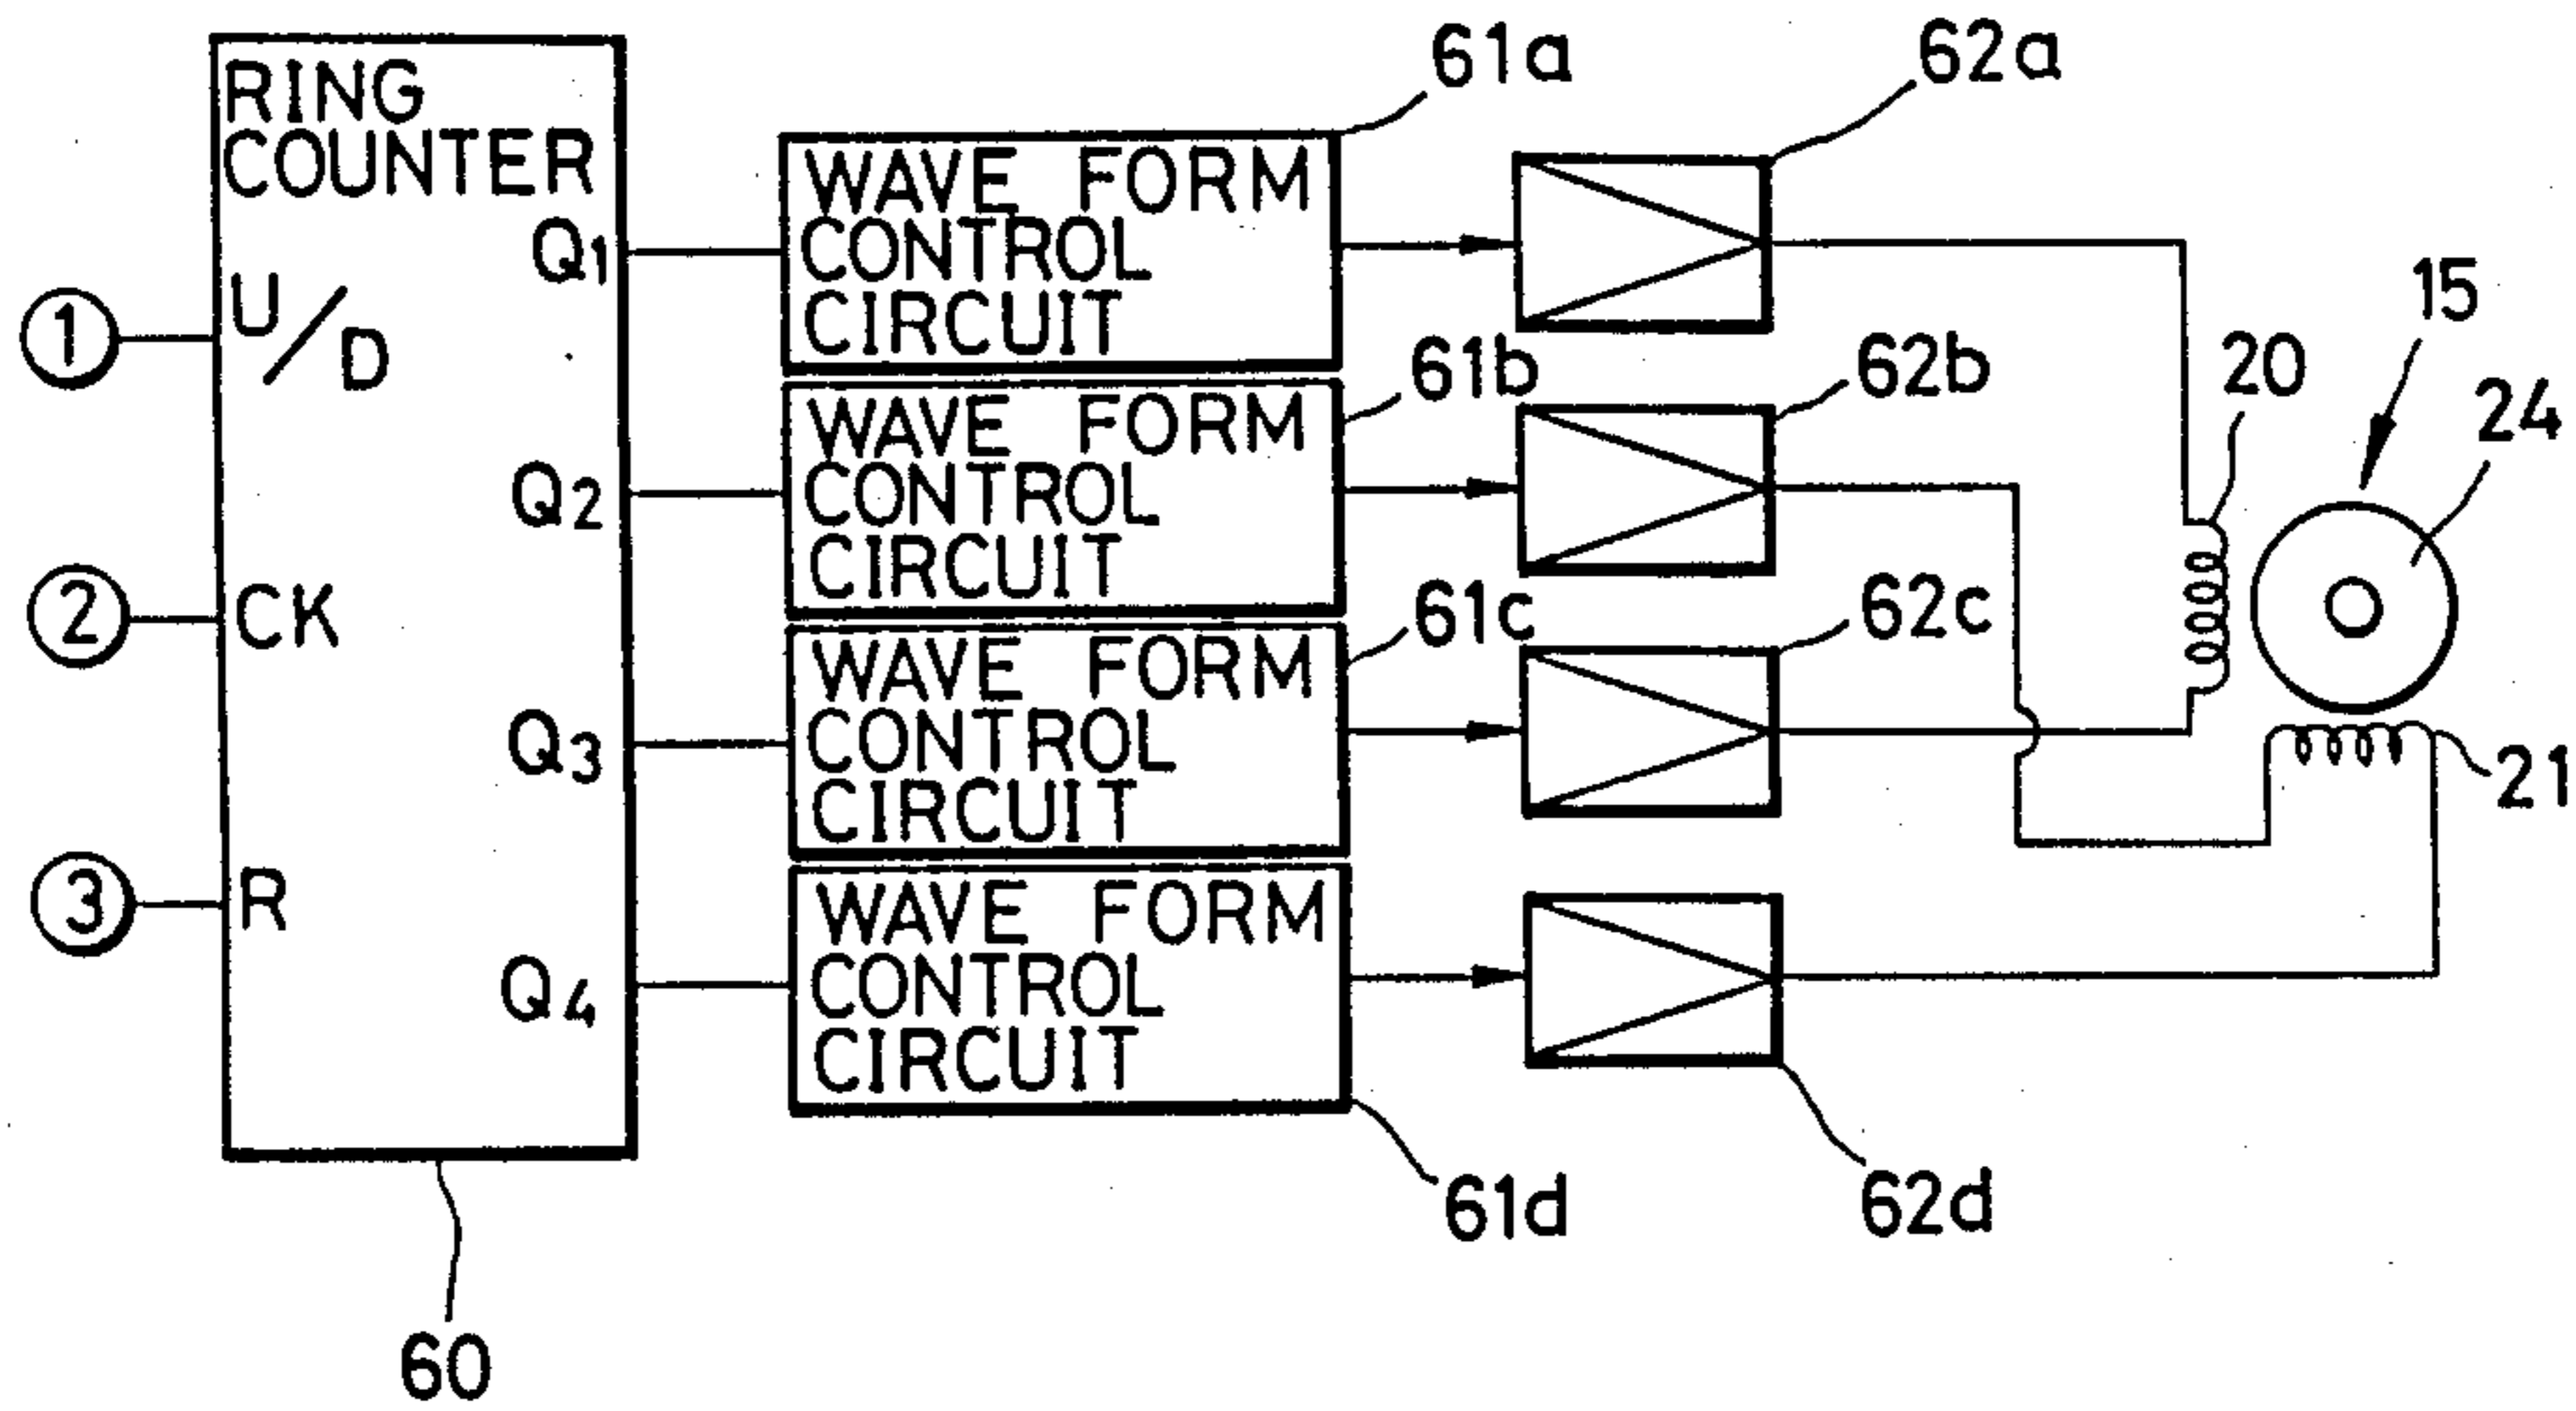 RING
COUNTER
1
U/D
2
CK
3
R
Q1
Q2
Q3
Q4
60
61a
WAVE FORM
CONTROL
CIRCUIT
61b
WAVE FORM
CONTROL
CIRCUIT
61c
WAVE FORM
CONTROL
CIRCUIT
61d
WAVE FORM
CONTROL
CIRCUIT
62a
62b
62c
62d
15
20
24
21